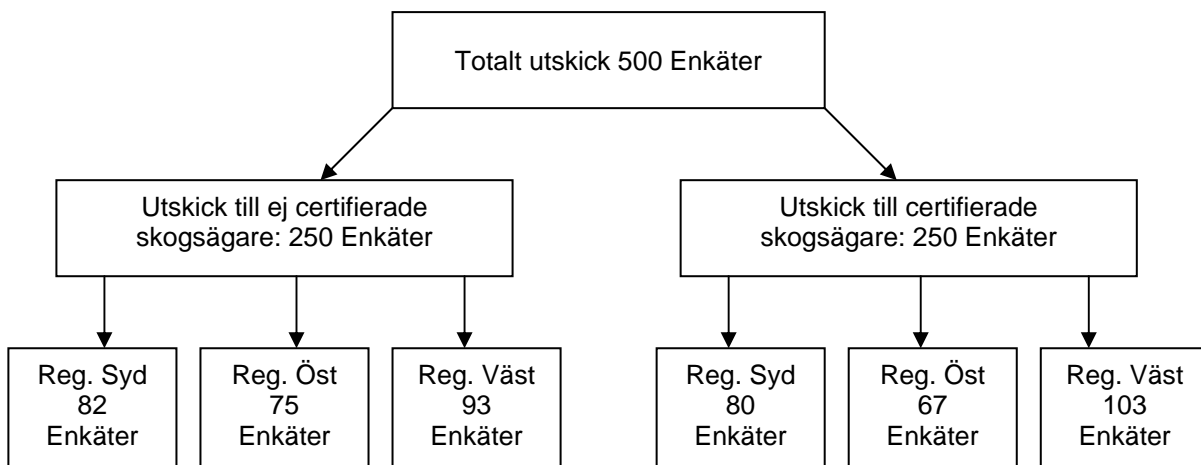 Totalt utskick 500 Enkäter
Utskick till ej certifierade
skogsägare: 250 Enkäter
Utskick till certifierade
skogsägare: 250 Enkäter
Reg. Syd
82
Enkäter
Reg. Öst
75
Enkäter
Reg. Väst
93
Enkäter
Reg. Syd
80
Enkäter
Reg. Öst
67
Enkäter
Reg. Väst
103
Enkäter